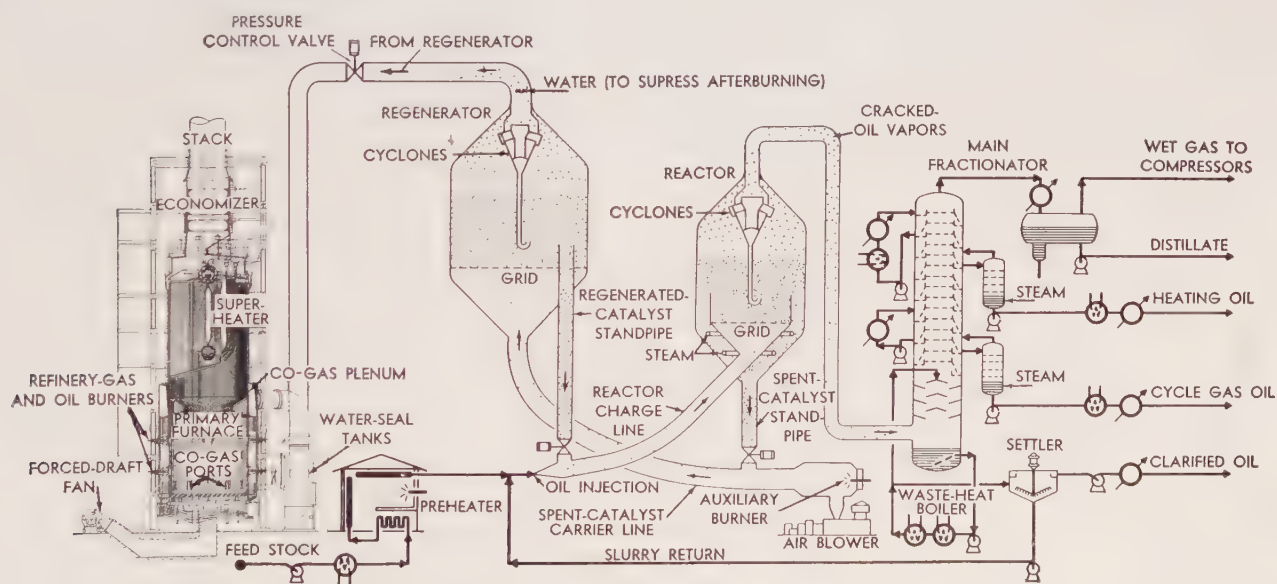 PRESSURE
CONTROL VALVE
FROM REGENERATOR
WATER (TO SUPRESS AFTERBURNING)
REGENERATOR
CYCLONES
STACK
ECONOMIZER
SUPER-
HEATER
GRID
REGENERATED-
CATALYST
STANDPIPE
CRACKED-
OIL VAPORS
REACTOR
CYCLONES
GRID
STEAM
MAIN
FRACTIONATOR
WET GAS TO
COMPRESSORS
DISTILLATE
STEAM
HEATING OIL
STEAM
CYCLE GAS OIL
REFINERY-GAS
AND OIL BURNERS
CO-GAS PLENUM
PRIMARY
FURNACE
CO-GAS
PORTS
FORCED-DRAFT
FAN
WATER-SEAL
TANKS
REACTOR
CHARGE
LINE
SPENT-
CATALYST
STAND-
PIPE
SETTLER
CLARIFIED OIL
PREHEATER
OIL INJECTION
SPENT-CATALYST
CARRIER LINE
AUXILIARY
BURNER
AIR BLOWER
WASTE-HEAT
BOILER
FEED STOCK
SLURRY RETURN